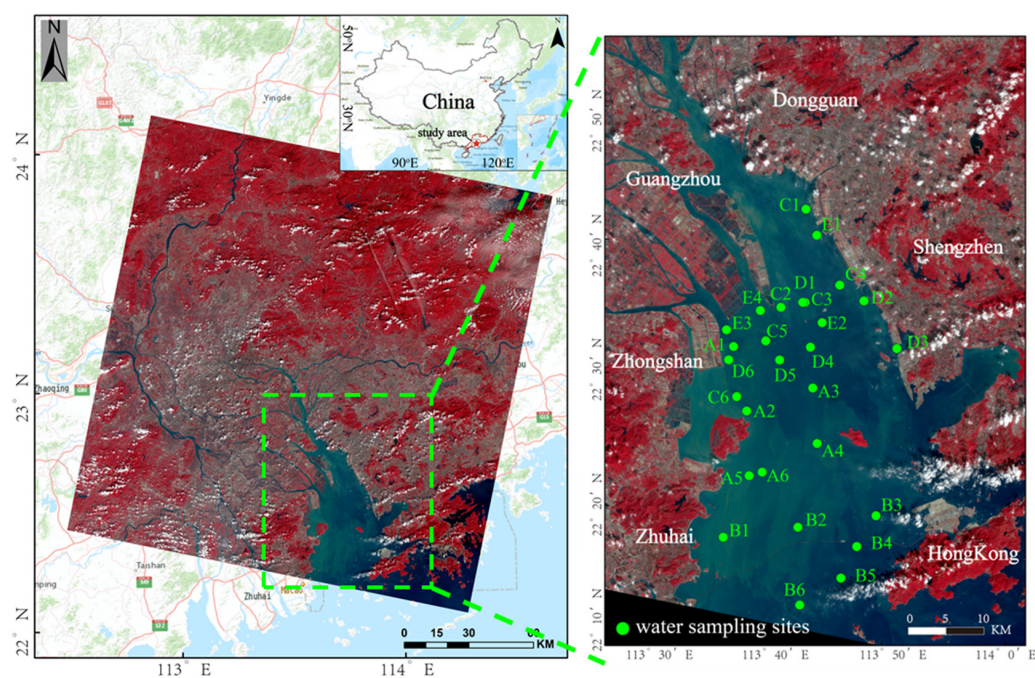 N
N
50°N
30°N
China
study area
90°E
120°E
Yingde
Zhaoqing
Taishan
Zhuhai
Macao
24° N
23° N
22° N
113° E
114° E
0 15 30 60
KM
Dongguan
Guangzhou
C1
E1
Shengzhen
D1
C4
E4
C2
C3
D2
E3
C5
E2
A1
D3
Zhongshan
D6
D5
D4
C6
A3
A2
A4
A5
A6
B3
B1
B2
B4
Zhuhai
HongKong
B5
B6
water sampling sites
0 5 10
KM
22° 50′ N
22° 40′ N
22° 30′ N
22° 20′ N
22° 10′ N
113° 30′ E
113° 40′ E
113° 50′ E
114° 0′ E